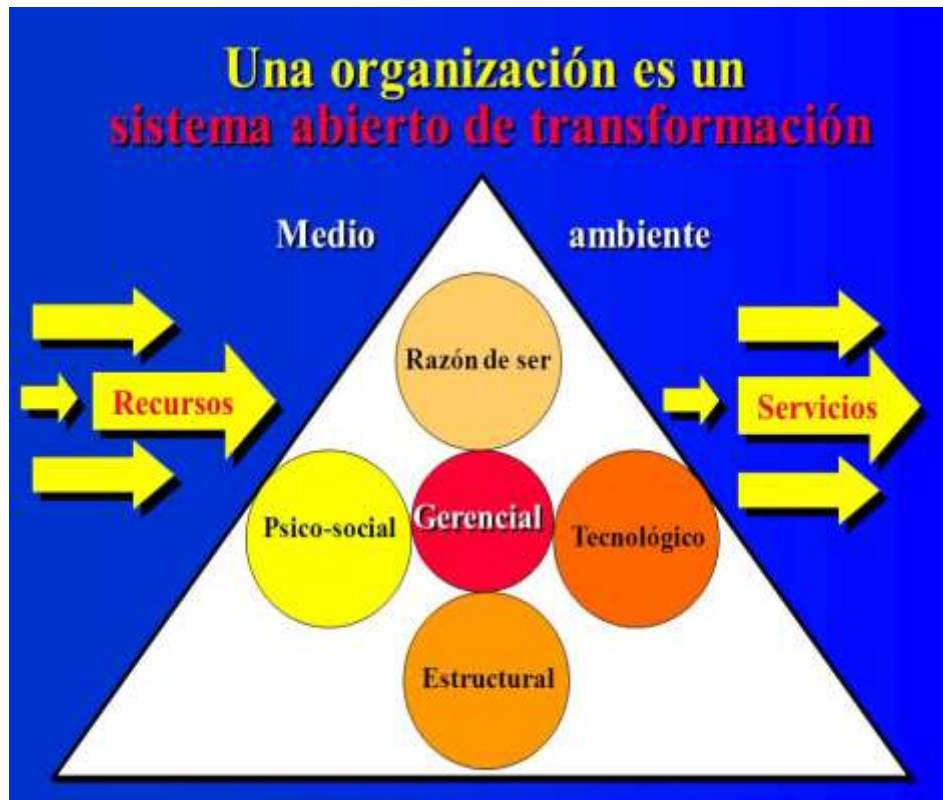 Una organización es un
sistema abierto de transformación
Medio ambiente
Razón de ser
Recursos
Servicios
Psico-social
Gerencial
Tecnológico
Estructural